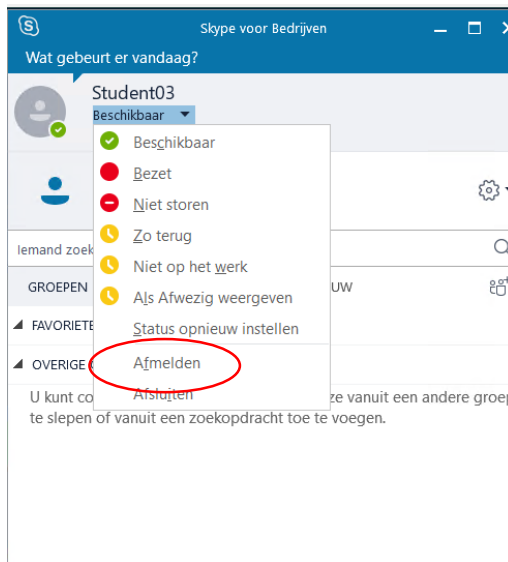 Skype voor Bedrijven
Wat gebeurt er vandaag?
Student03
Beschikbaar
Beschikbaar
Bezet
Niet storen
Zo terug
Iemand zoek
Niet op het werk
GROEPEN
UW
Als Afwezig weergeven
FAVORIETE
Status opnieuw instellen
OVERIGE
Afmelden
Afsluiten
U kunt co ze vanuit een andere groep
te slepen of vanuit een zoekopdracht toe te voegen.